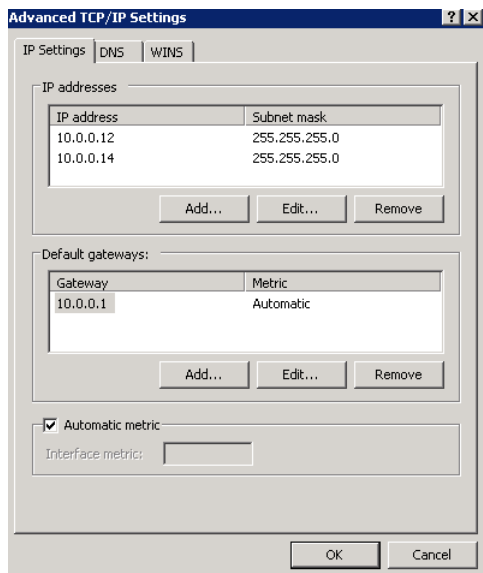 Advanced TCP/IP Settings ? X
IP Settings DNS WINS
IP addresses
IP address Subnet mask
10.0.0.12 255.255.255.0
10.0.0.14 255.255.255.0
Add... Edit... Remove
Default gateways:
Gateway Metric
10.0.0.1 Automatic
Add... Edit... Remove
Automatic metric
Interface metric:
OK Cancel